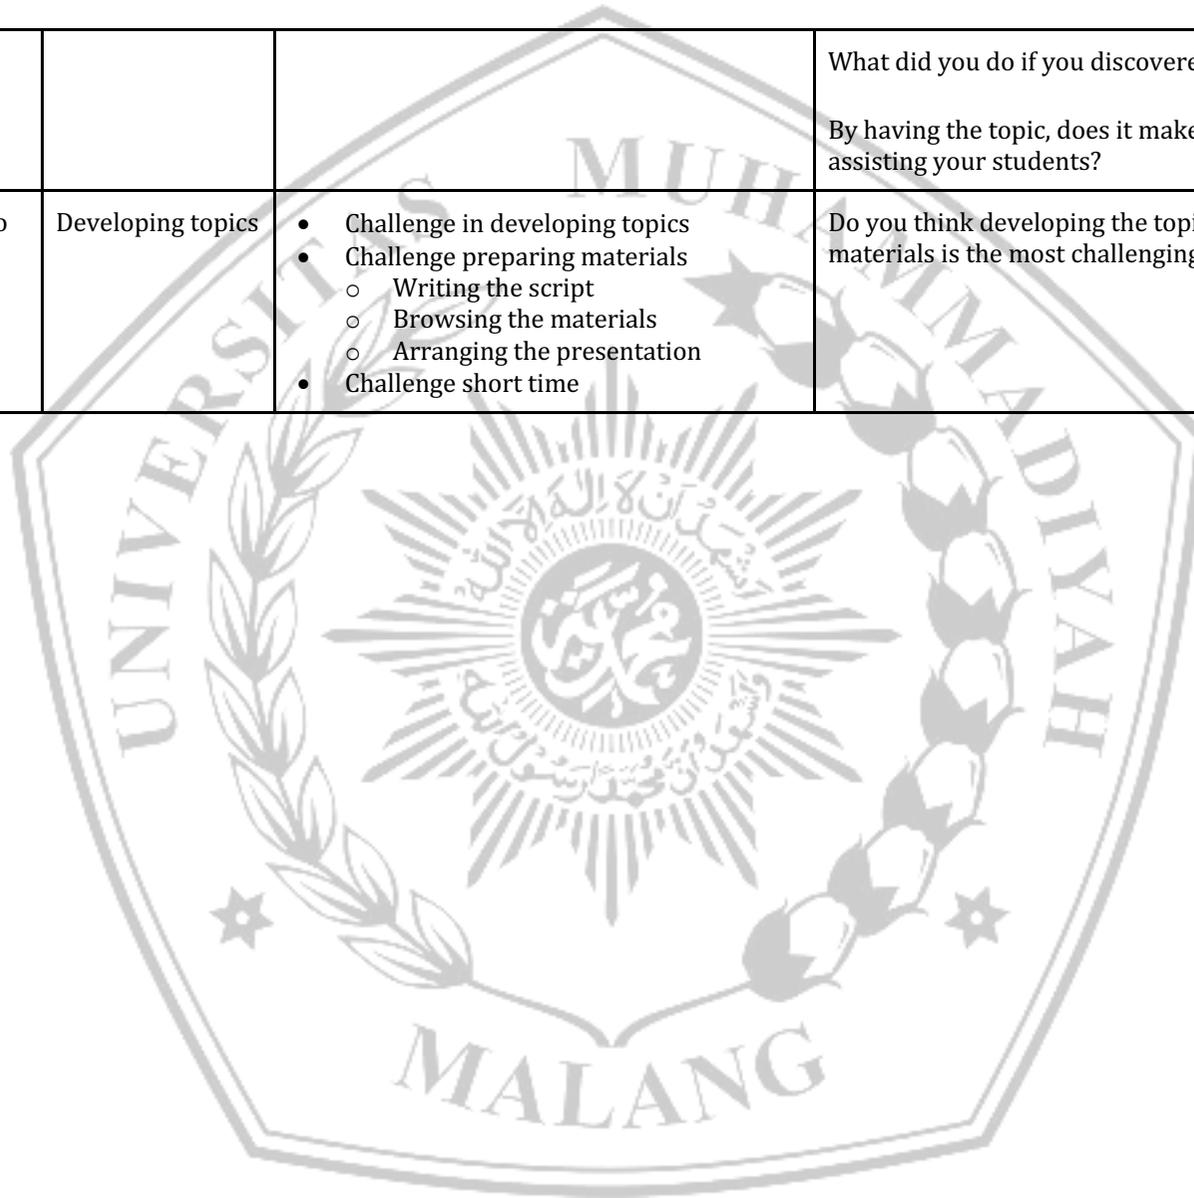 What did you do if you discovere
By having the topic, does it make
assisting your students?
o
Developing topics
• Challenge in developing topics
• Challenge preparing materials
o Writing the script
o Browsing the materials
o Arranging the presentation
• Challenge short time
Do you think developing the topi
materials is the most challenging
UNIVERSITAS MUHAMMADIYAH
MALANG